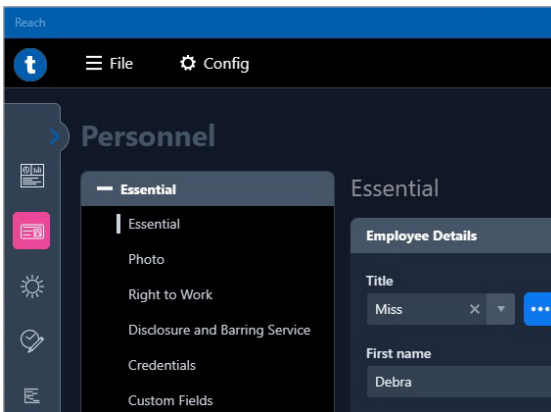 Reach
t File Config
Personnel
Essential
Essential
Photo
Right to Work
Disclosure and Barring Service
Credentials
Custom Fields
Essential
Employee Details
Title
Miss
First name
Debra